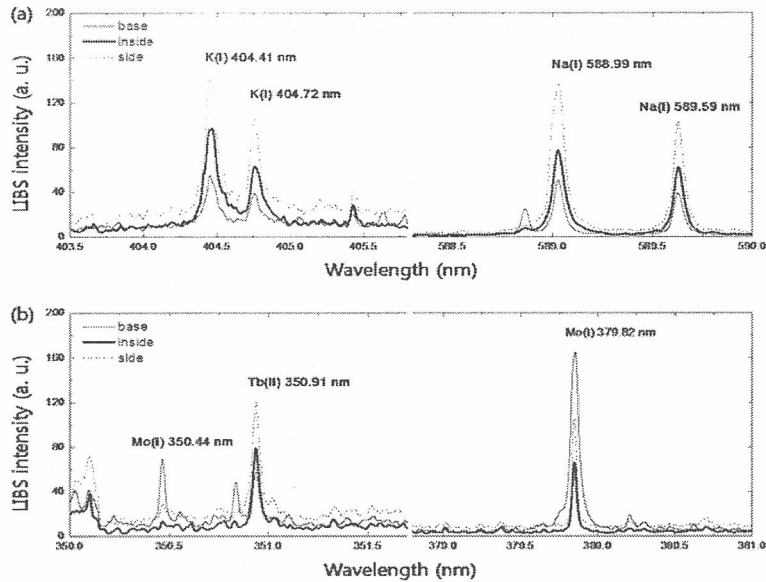 (a)
200
160
120
80
40
0
LIBS intensity (a. u.)
base
inside
side
K(I) 404.41 nm
K(I) 404.72 nm
Na(I) 588.99 nm
Na(I) 589.59 nm
403.5 404.0 404.5 405.0 405.5 588.5 589.0 589.5 590.0
Wavelength (nm)
(b)
200
160
120
80
40
0
LIBS intensity (a. u.)
base
inside
side
Mo(I) 350.44 nm
Tb(II) 350.91 nm
Mo(I) 379.82 nm
350.0 350.5 351.0 351.5 379.0 379.5 380.0 380.5 381.0
Wavelength (nm)